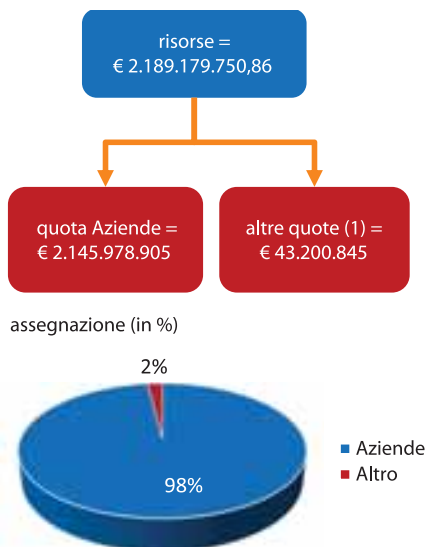 risorse =
€ 2.189.179.750,86
quota Aziende =
€ 2.145.978.905
altre quote (1) =
€ 43.200.845
assegnazione (in %)
2%
98%
Aziende
Altro